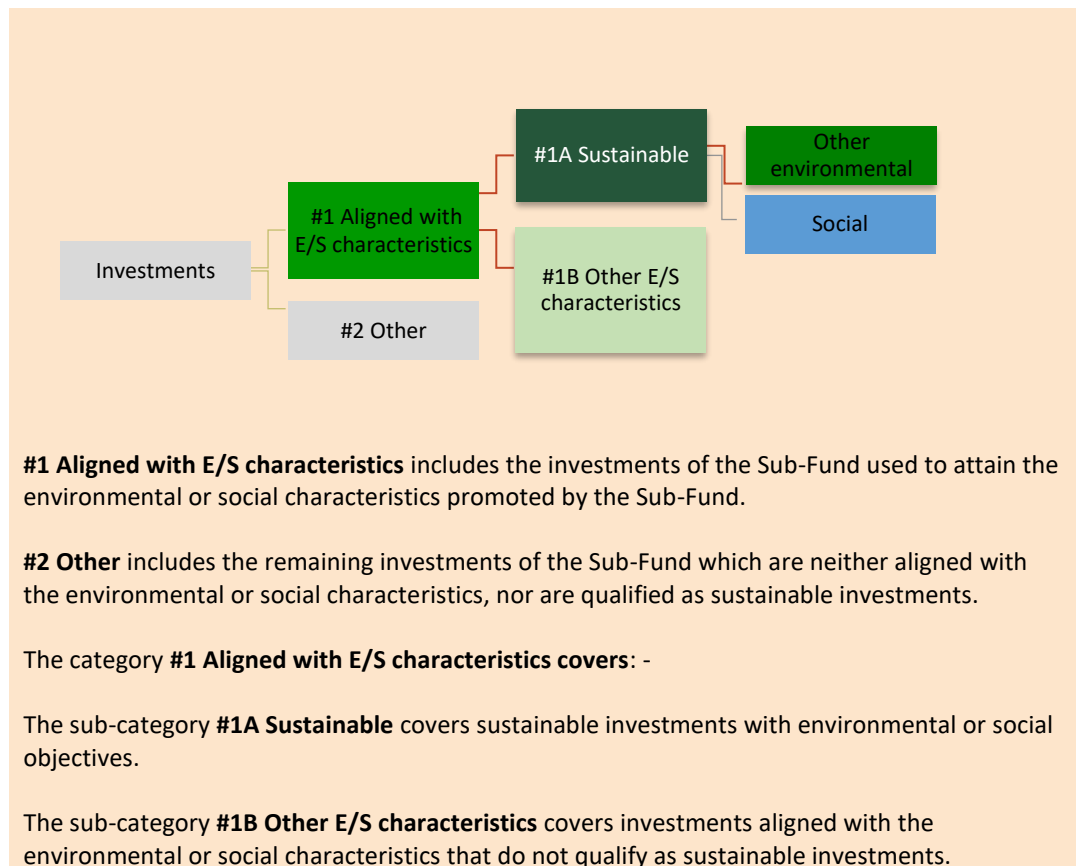 #1A Sustainable
Other
environmental
#1 Aligned with
E/S characteristics
Social
Investments
#1B Other E/S
characteristics
#2 Other
#1 Aligned with E/S characteristics includes the investments of the Sub-Fund used to attain the
environmental or social characteristics promoted by the Sub-Fund.
#2 Other includes the remaining investments of the Sub-Fund which are neither aligned with
the environmental or social characteristics, nor are qualified as sustainable investments.
The category #1 Aligned with E/S characteristics covers: -
The sub-category #1A Sustainable covers sustainable investments with environmental or social
objectives.
The sub-category #1B Other E/S characteristics covers investments aligned with the
environmental or social characteristics that do not qualify as sustainable investments.